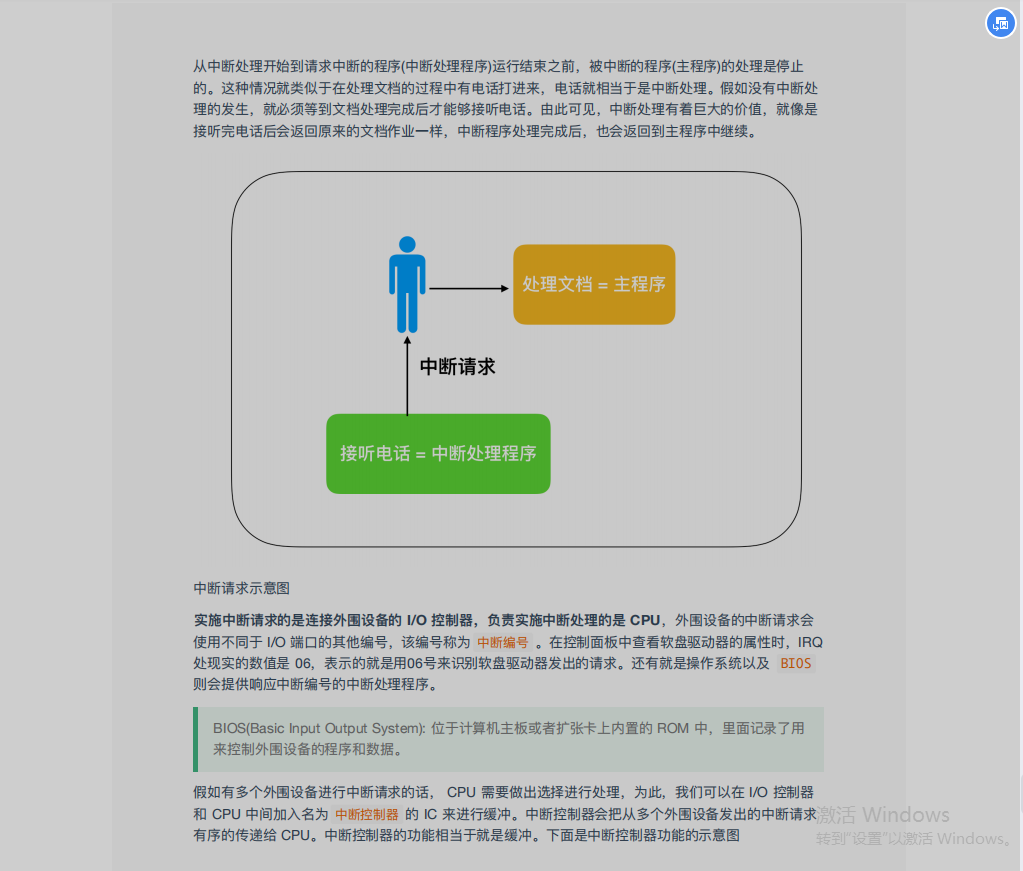 从中断处理开始到请求中断的程序(中断处理程序)运行结束之前，被中断的程序(主程序)的处理是停止
的。这种情况就类似于在处理文档的过程中有电话打进来，电话就相当于是中断处理。假如没有中断处
理的发生，就必须等到文档处理完成后才能够接听电话。由此可见，中断处理有着巨大的价值，就像是
接听完电话后会返回原来的文档作业一样，中断程序处理完成后，也会返回到主程序中继续。
处理文档 = 主程序
中断请求
接听电话 = 中断处理程序
中断请求示意图
实施中断请求的是连接外围设备的 I/O 控制器，负责实施中断处理的是 CPU，外围设备的中断请求会
使用不同于 I/O 端口的其他编号，该编号称为 中断编号 。在控制面板中查看软盘驱动器的属性时，IRQ
处现实的数值是 06，表示的就是用06号来识别软盘驱动器发出的请求。还有就是操作系统以及 BIOS
则会提供响应中断编号的中断处理程序。
BIOS(Basic Input Output System): 位于计算机主板或者扩张卡上内置的 ROM 中，里面记录了用
来控制外围设备的程序和数据。
假如有多个外围设备进行中断请求的话， CPU 需要做出选择进行处理，为此，我们可以在 I/O 控制器
和 CPU 中间加入名为 中断控制器 的 IC 来进行缓冲。中断控制器会把从多个外围设备发出的中断请求
有序的传递给 CPU。中断控制器的功能相当于就是缓冲。下面是中断控制器功能的示意图
激活 Windows
转到"设置"以激活 Windows。